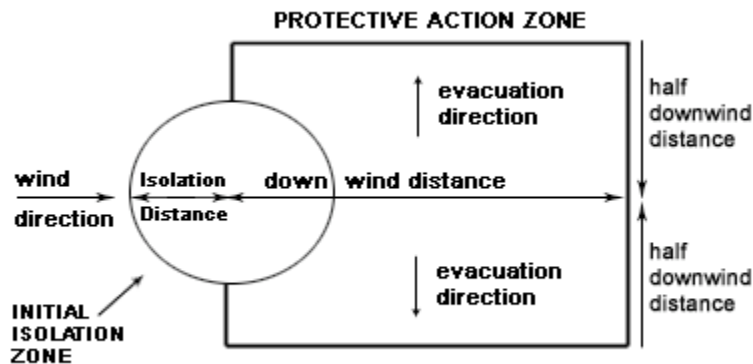 PROTECTIVE ACTION ZONE
evacuation
direction
half
downwind
distance
wind
direction
Isolation
Distance
down wind distance
evacuation
direction
half
downwind
distance
INITIAL
ISOLATION
ZONE